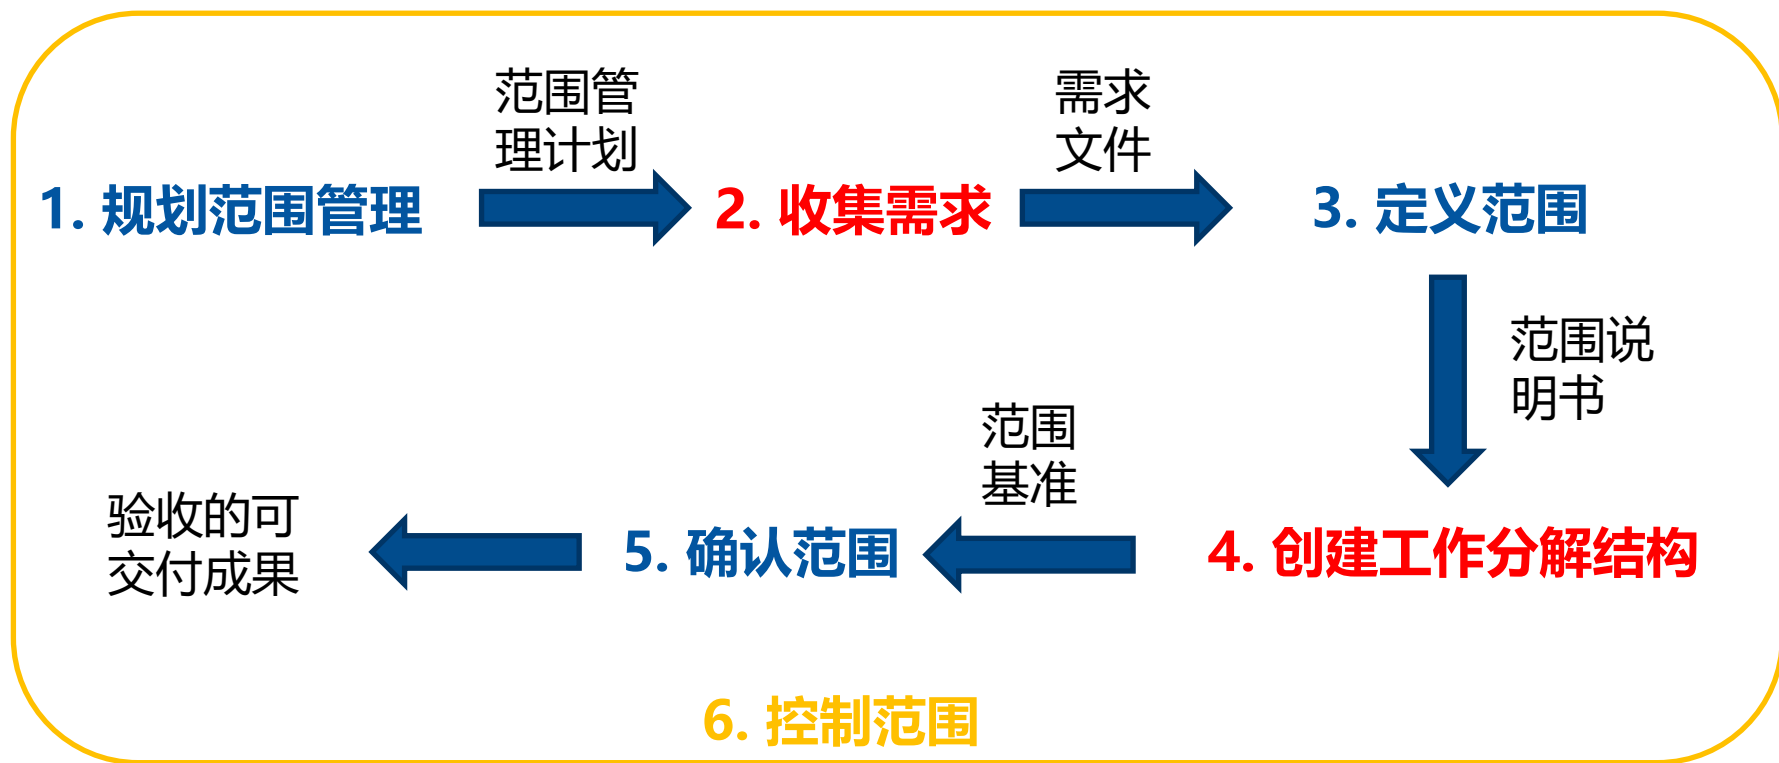 范围管
理计划
需求
文件
1. 规划范围管理
2. 收集需求
3. 定义范围
范围说
明书
范围
基准
验收的可
交付成果
5. 确认范围
4. 创建工作分解结构
6. 控制范围